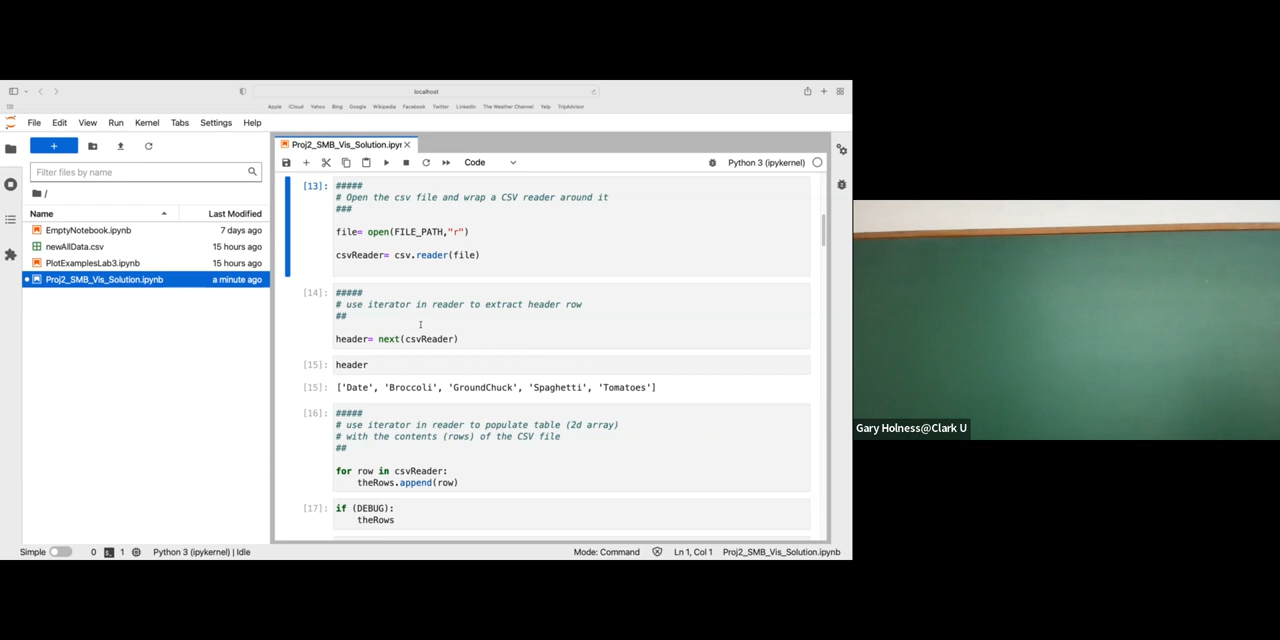 localhost
Apple iCloud Yahoo Bing Google Wikipedia Facebook Twitter LinkedIn The Weather Channel Yelp TripAdvisor
File Edit View Run Kernel Tabs Settings Help
Filter files by name
/
Name Last Modified
EmptyNotebook.ipynb 7 days ago
newAllData.csv 15 hours ago
PlotExamplesLab3.ipynb 15 hours ago
Proj2_SMB_Vis_Solution.ipynb a minute ago
Proj2_SMB_Vis_Solution.ipyr
Code Python 3 (ipykernel)
[13]: #####
# Open the csv file and wrap a CSV reader around it
###
file= open(FILE_PATH,"r")
csvReader= csv.reader(file)
[14]: #####
# use iterator in reader to extract header row
##
header= next(csvReader)
[15]: header
[15]: ['Date', 'Broccoli', 'GroundChuck', 'Spaghetti', 'Tomatoes']
[16]: #####
# use iterator in reader to populate table (2d array)
# with the contents (rows) of the CSV file
##
for row in csvReader:
theRows.append(row)
[17]: if (DEBUG):
theRows
Simple 0 1 Python 3 (ipykernel) | Idle Mode: Command Ln 1, Col 1 Proj2_SMB_Vis_Solution.ipynb
Gary Holness@Clark U